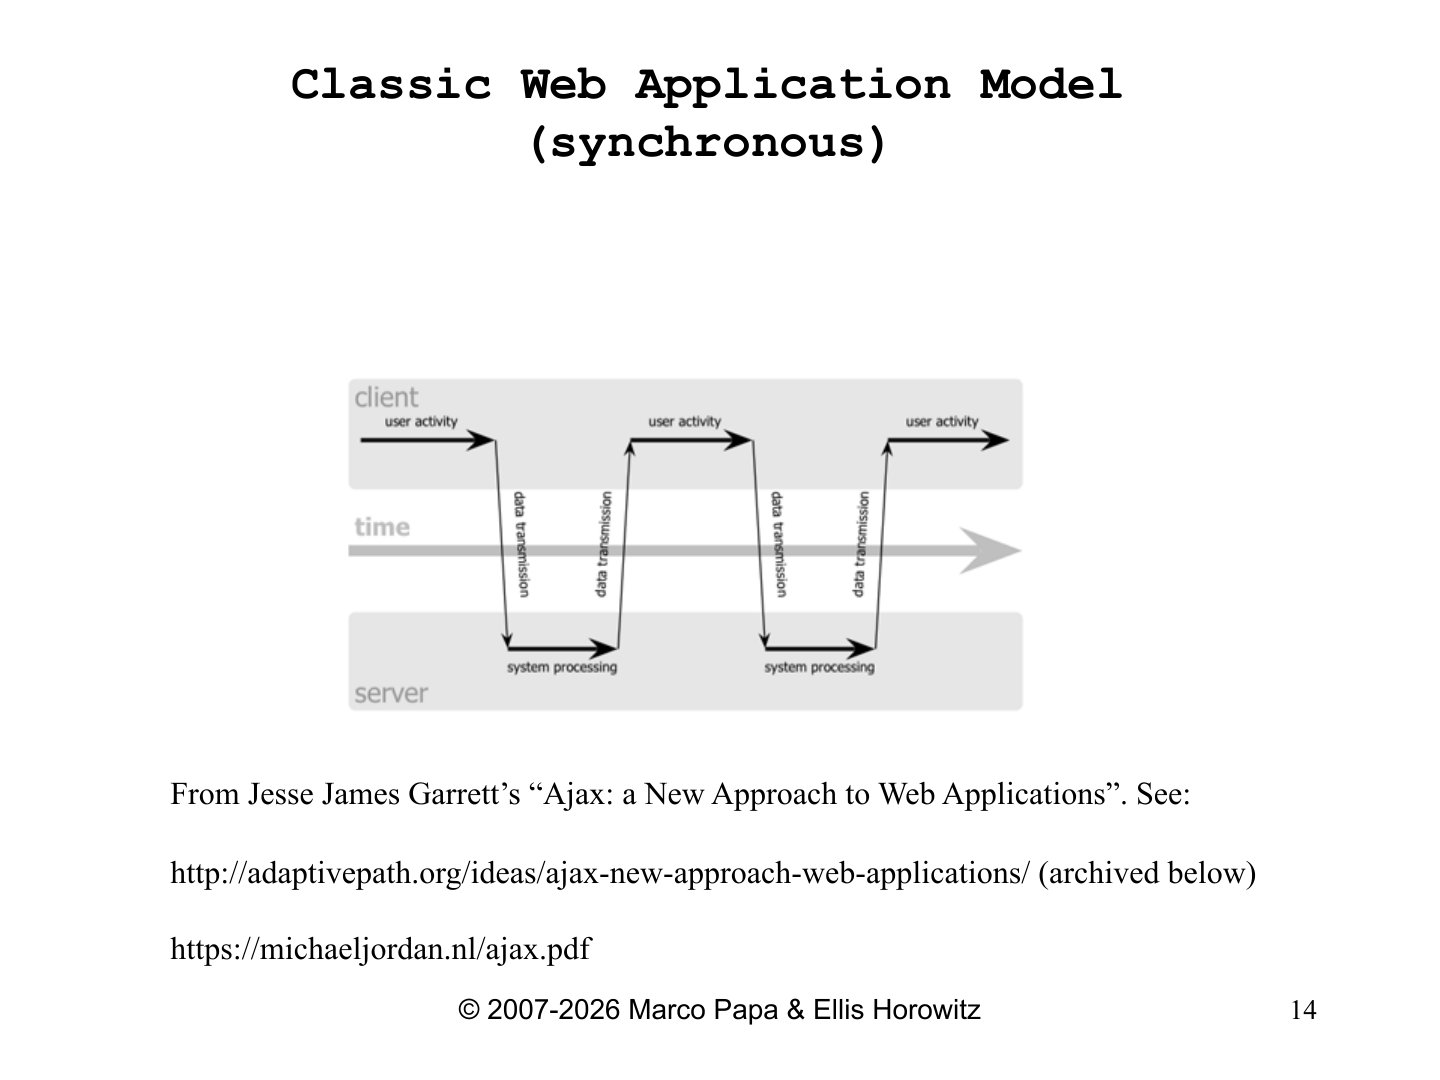 Classic Web Application Model
(synchronous)
client
user activity
user activity
user activity
data transmission
data transmission
data transmission
data transmission
time
system processing
system processing
server
From Jesse James Garrett’s “Ajax: a New Approach to Web Applications”. See:
http://adaptivepath.org/ideas/ajax-new-approach-web-applications/ (archived below)
https://michaeljordan.nl/ajax.pdf
© 2007-2026 Marco Papa & Ellis Horowitz
14